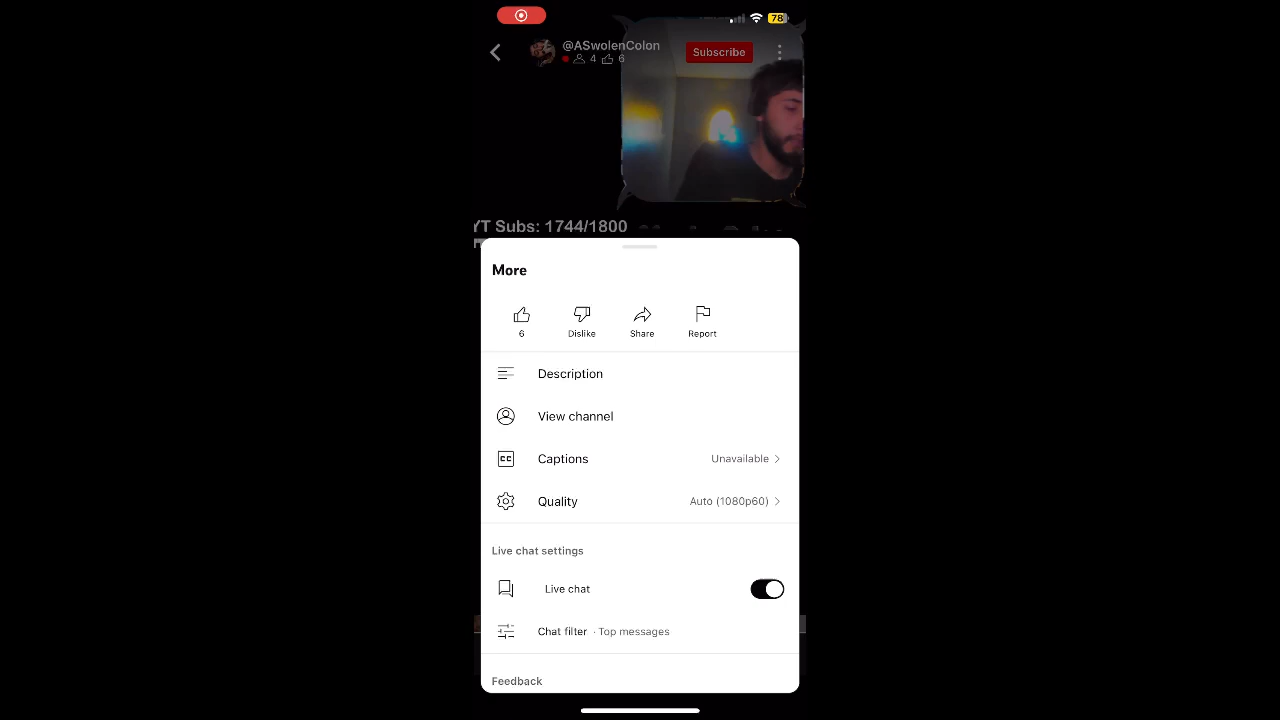 78
@ASwolenColon
4 6
Subscribe
YT Subs: 1744/1800
More
6
Dislike
Share
Report
Description
View channel
Captions
Unavailable
Quality
Auto (1080p60)
Live chat settings
Live chat
Chat filter · Top messages
Feedback